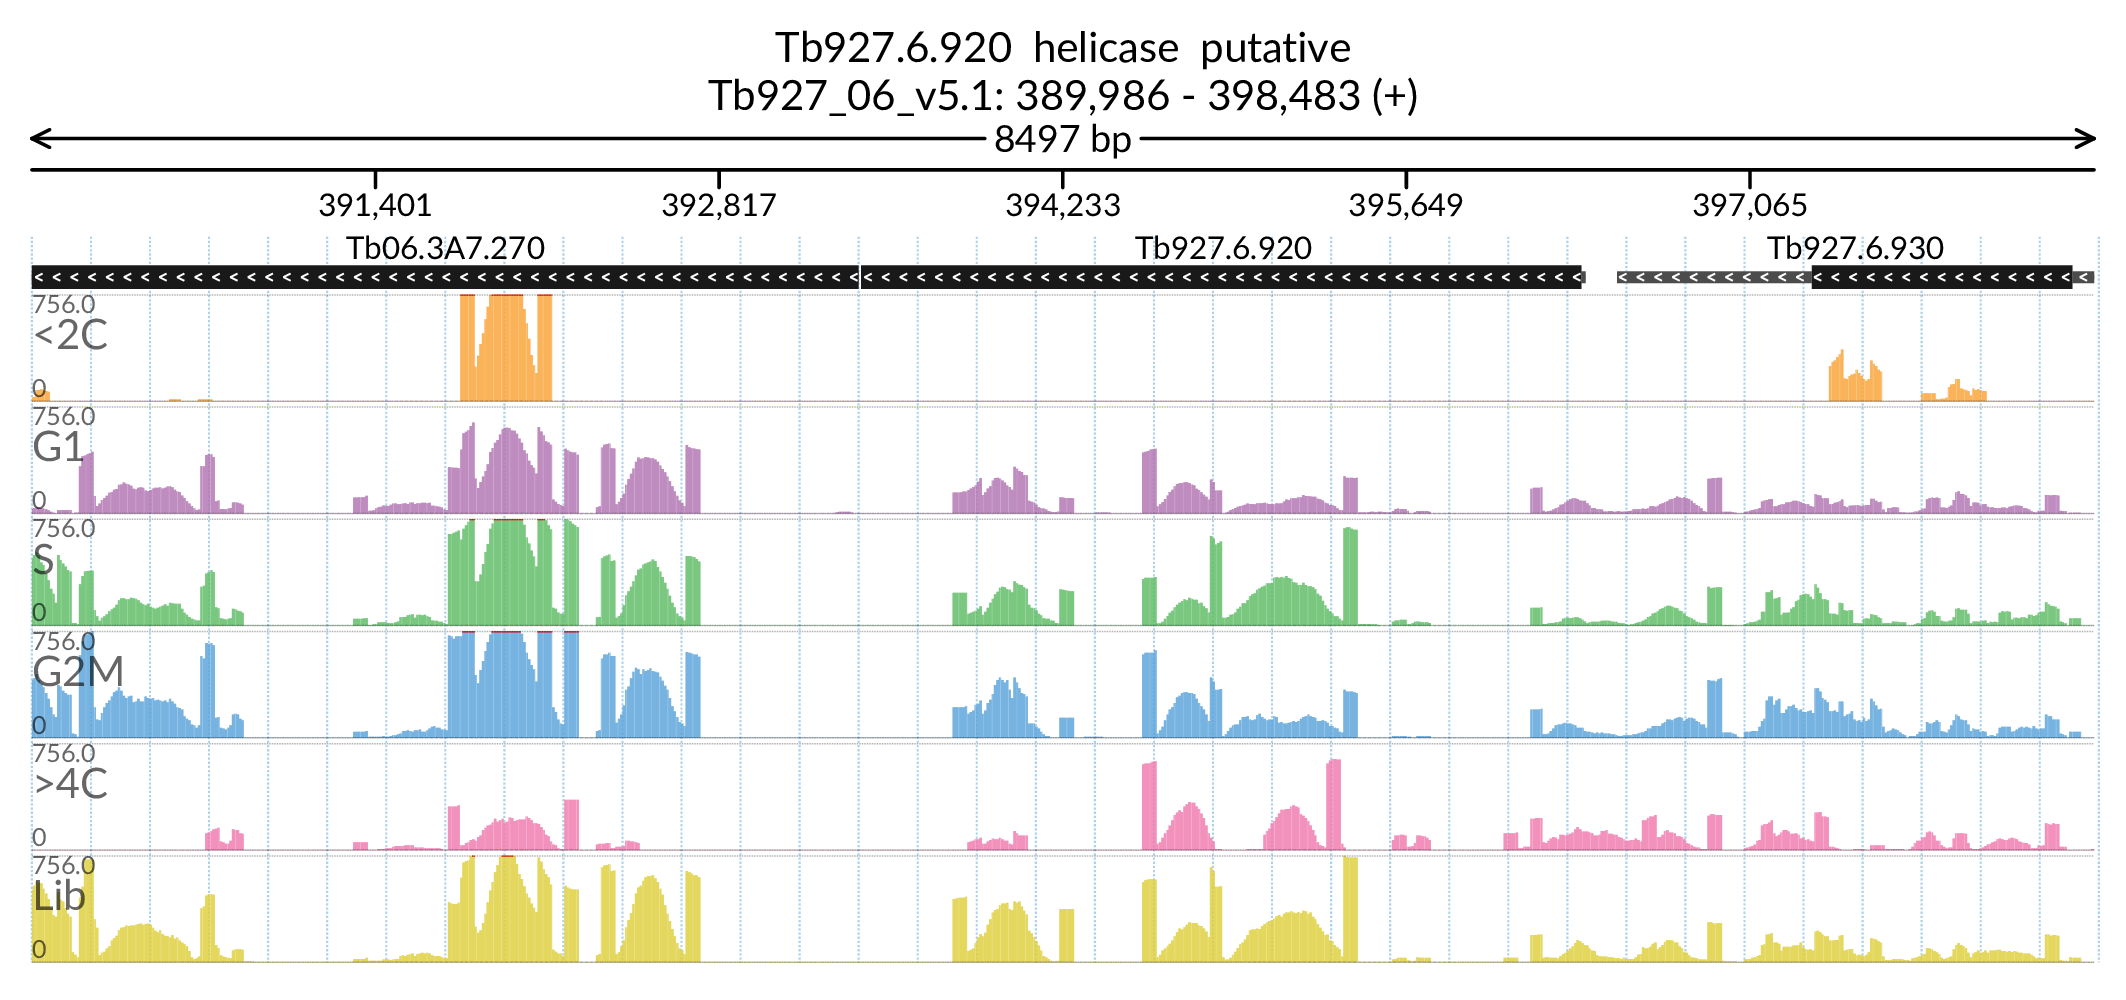 Tb927.6.920 helicase putative
Tb927_06_v5.1: 389,986 - 398,483 (+)
8497 bp
391,401 392,817 394,233 395,649 397,065
Tb06.3A7.270 Tb927.6.920 Tb927.6.930
756.0
<2C
0
756.0
G1
0
756.0
S
0
756.0
G2M
0
756.0
>4C
0
756.0
Lib
0